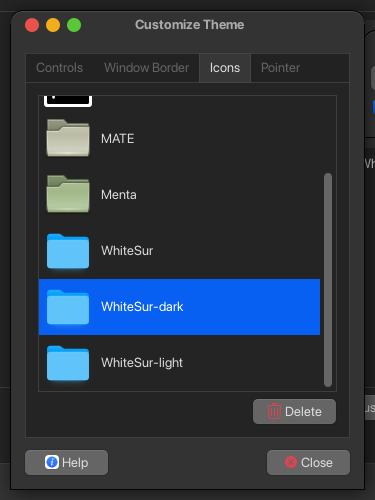 Customize Theme
Controls Window Border Icons Pointer
MATE
Menta
WhiteSur
WhiteSur-dark
WhiteSur-light
Delete
Help Close